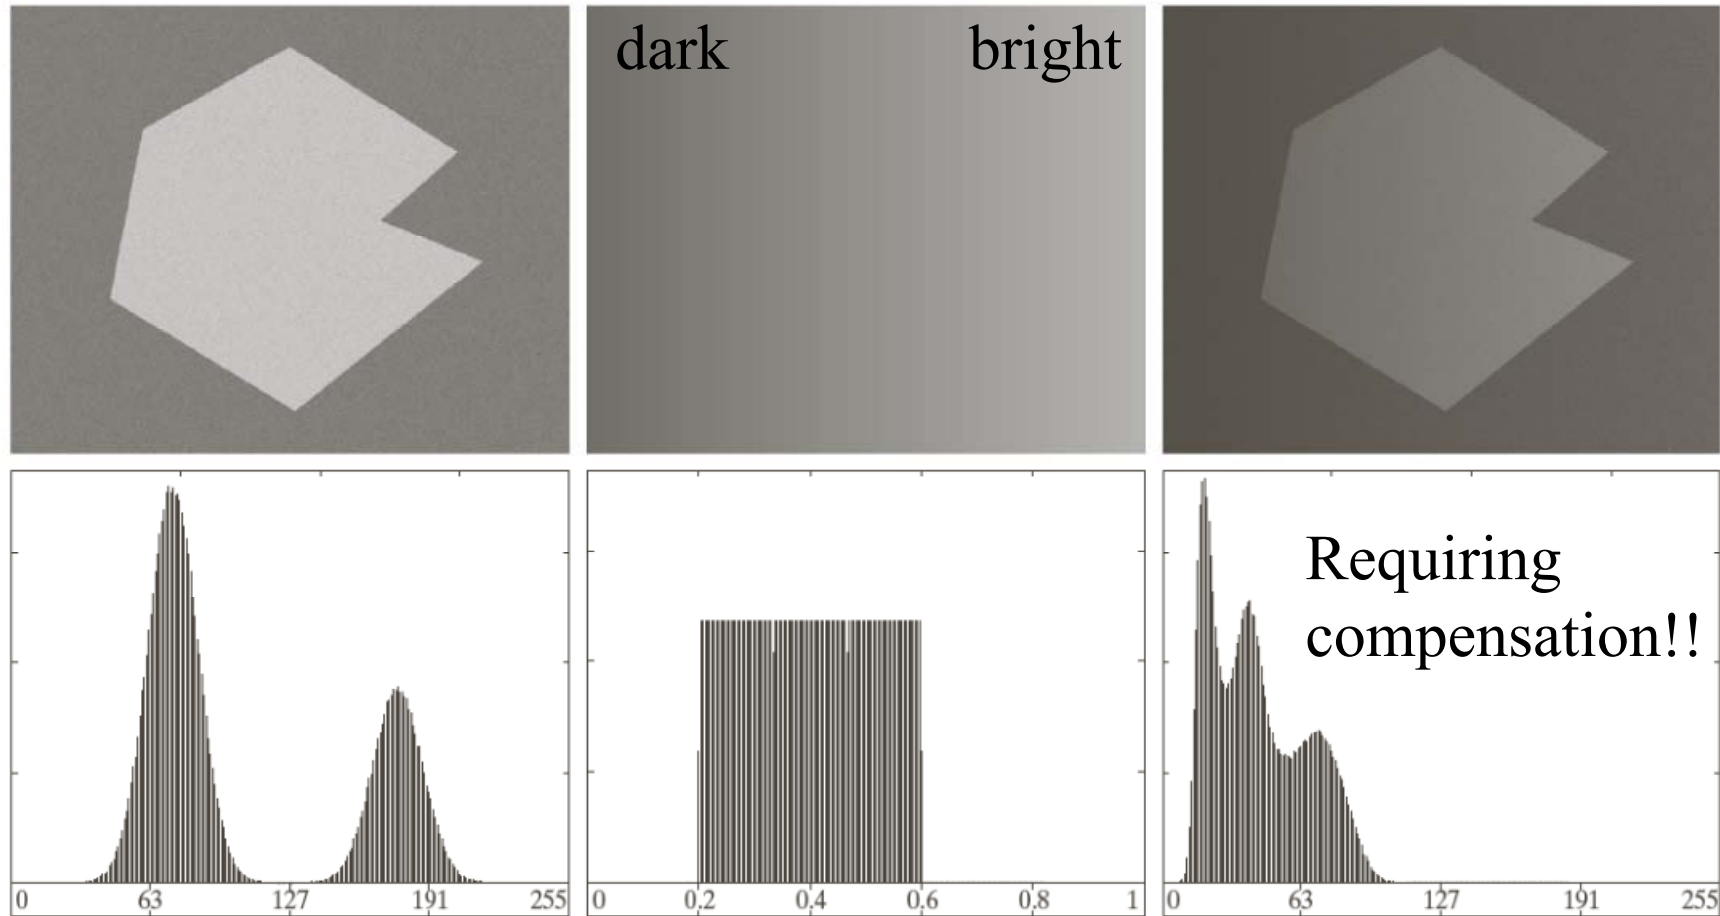 dark bright
Requiring
compensation!!
0 63 127 191 255
0 0.2 0.4 0.6 0.8 1
0 63 127 191 255